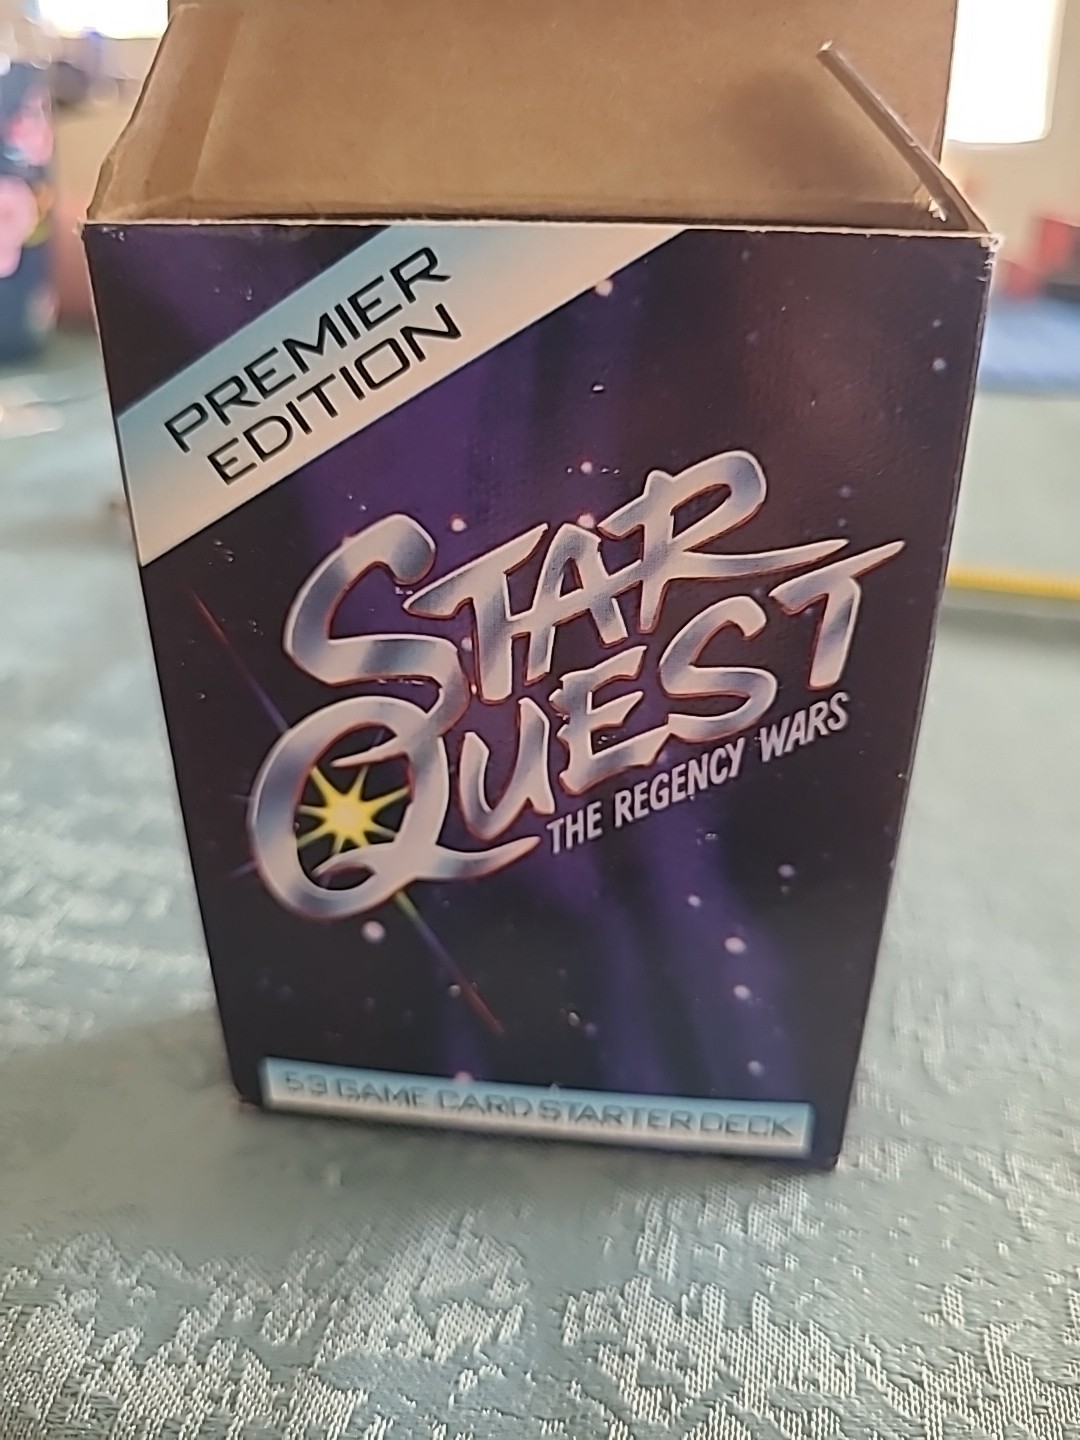 PREMIER
EDITION
STAR
QUEST
THE REGENCY WARS
53 GAME CARD STARTER DECK